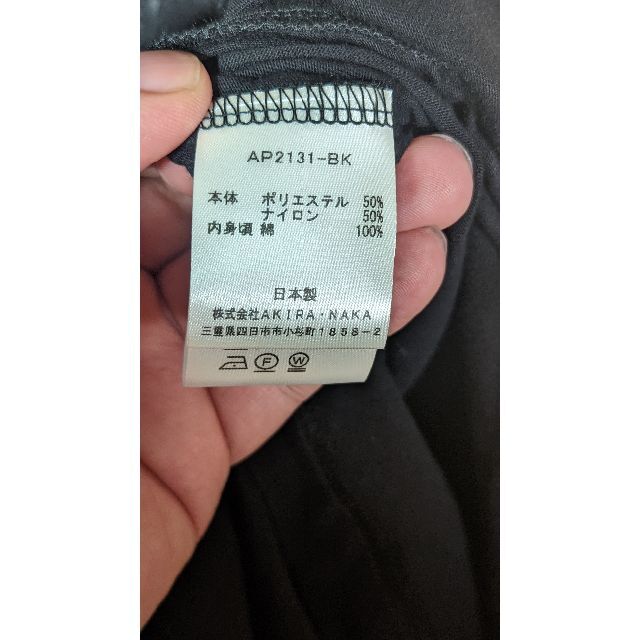 AP2131-BK
本体 ポリエステル 50%
ナイロン 50%
内身頃 綿 100%
日本製
株式会社AKIRA・NAKA
三重県四日市市小杉町1858-2
F W